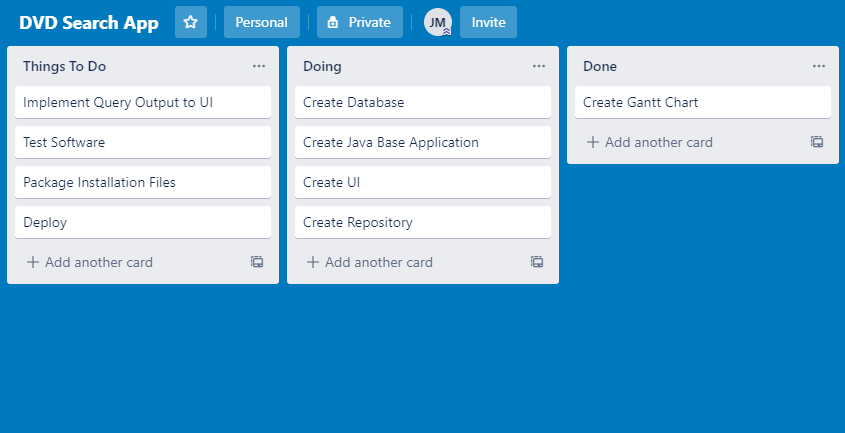 DVD Search App
Personal
Private
JM
Invite
Things To Do
Implement Query Output to UI
Test Software
Package Installation Files
Deploy
Add another card
Doing
Create Database
Create Java Base Application
Create UI
Create Repository
Add another card
Done
Create Gantt Chart
Add another card